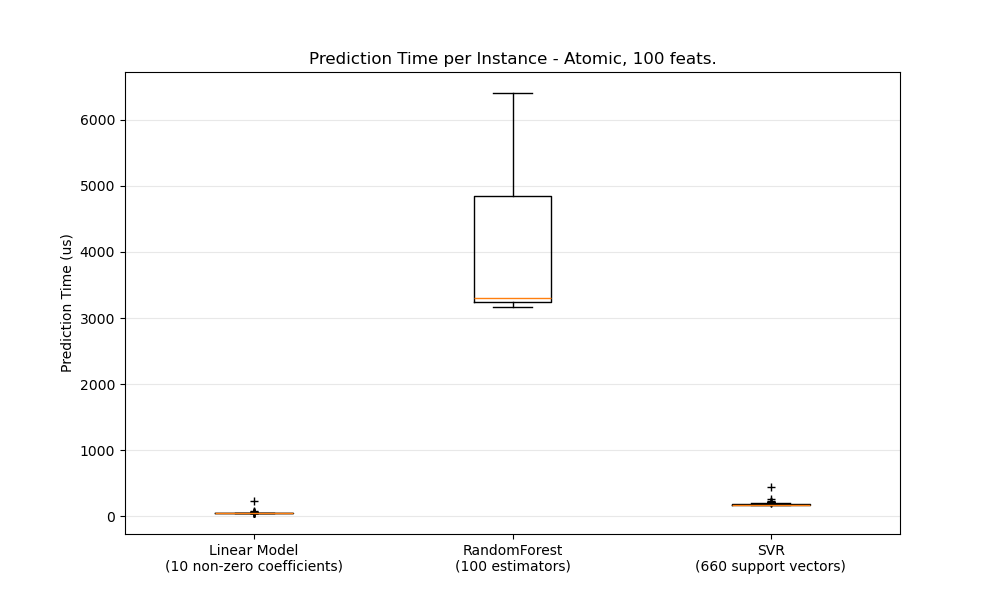 Prediction Time per Instance - Atomic, 100 feats.
Prediction Time (us)
6000
5000
4000
3000
2000
1000
0
Linear Model
(10 non-zero coefficients)
RandomForest
(100 estimators)
SVR
(660 support vectors)